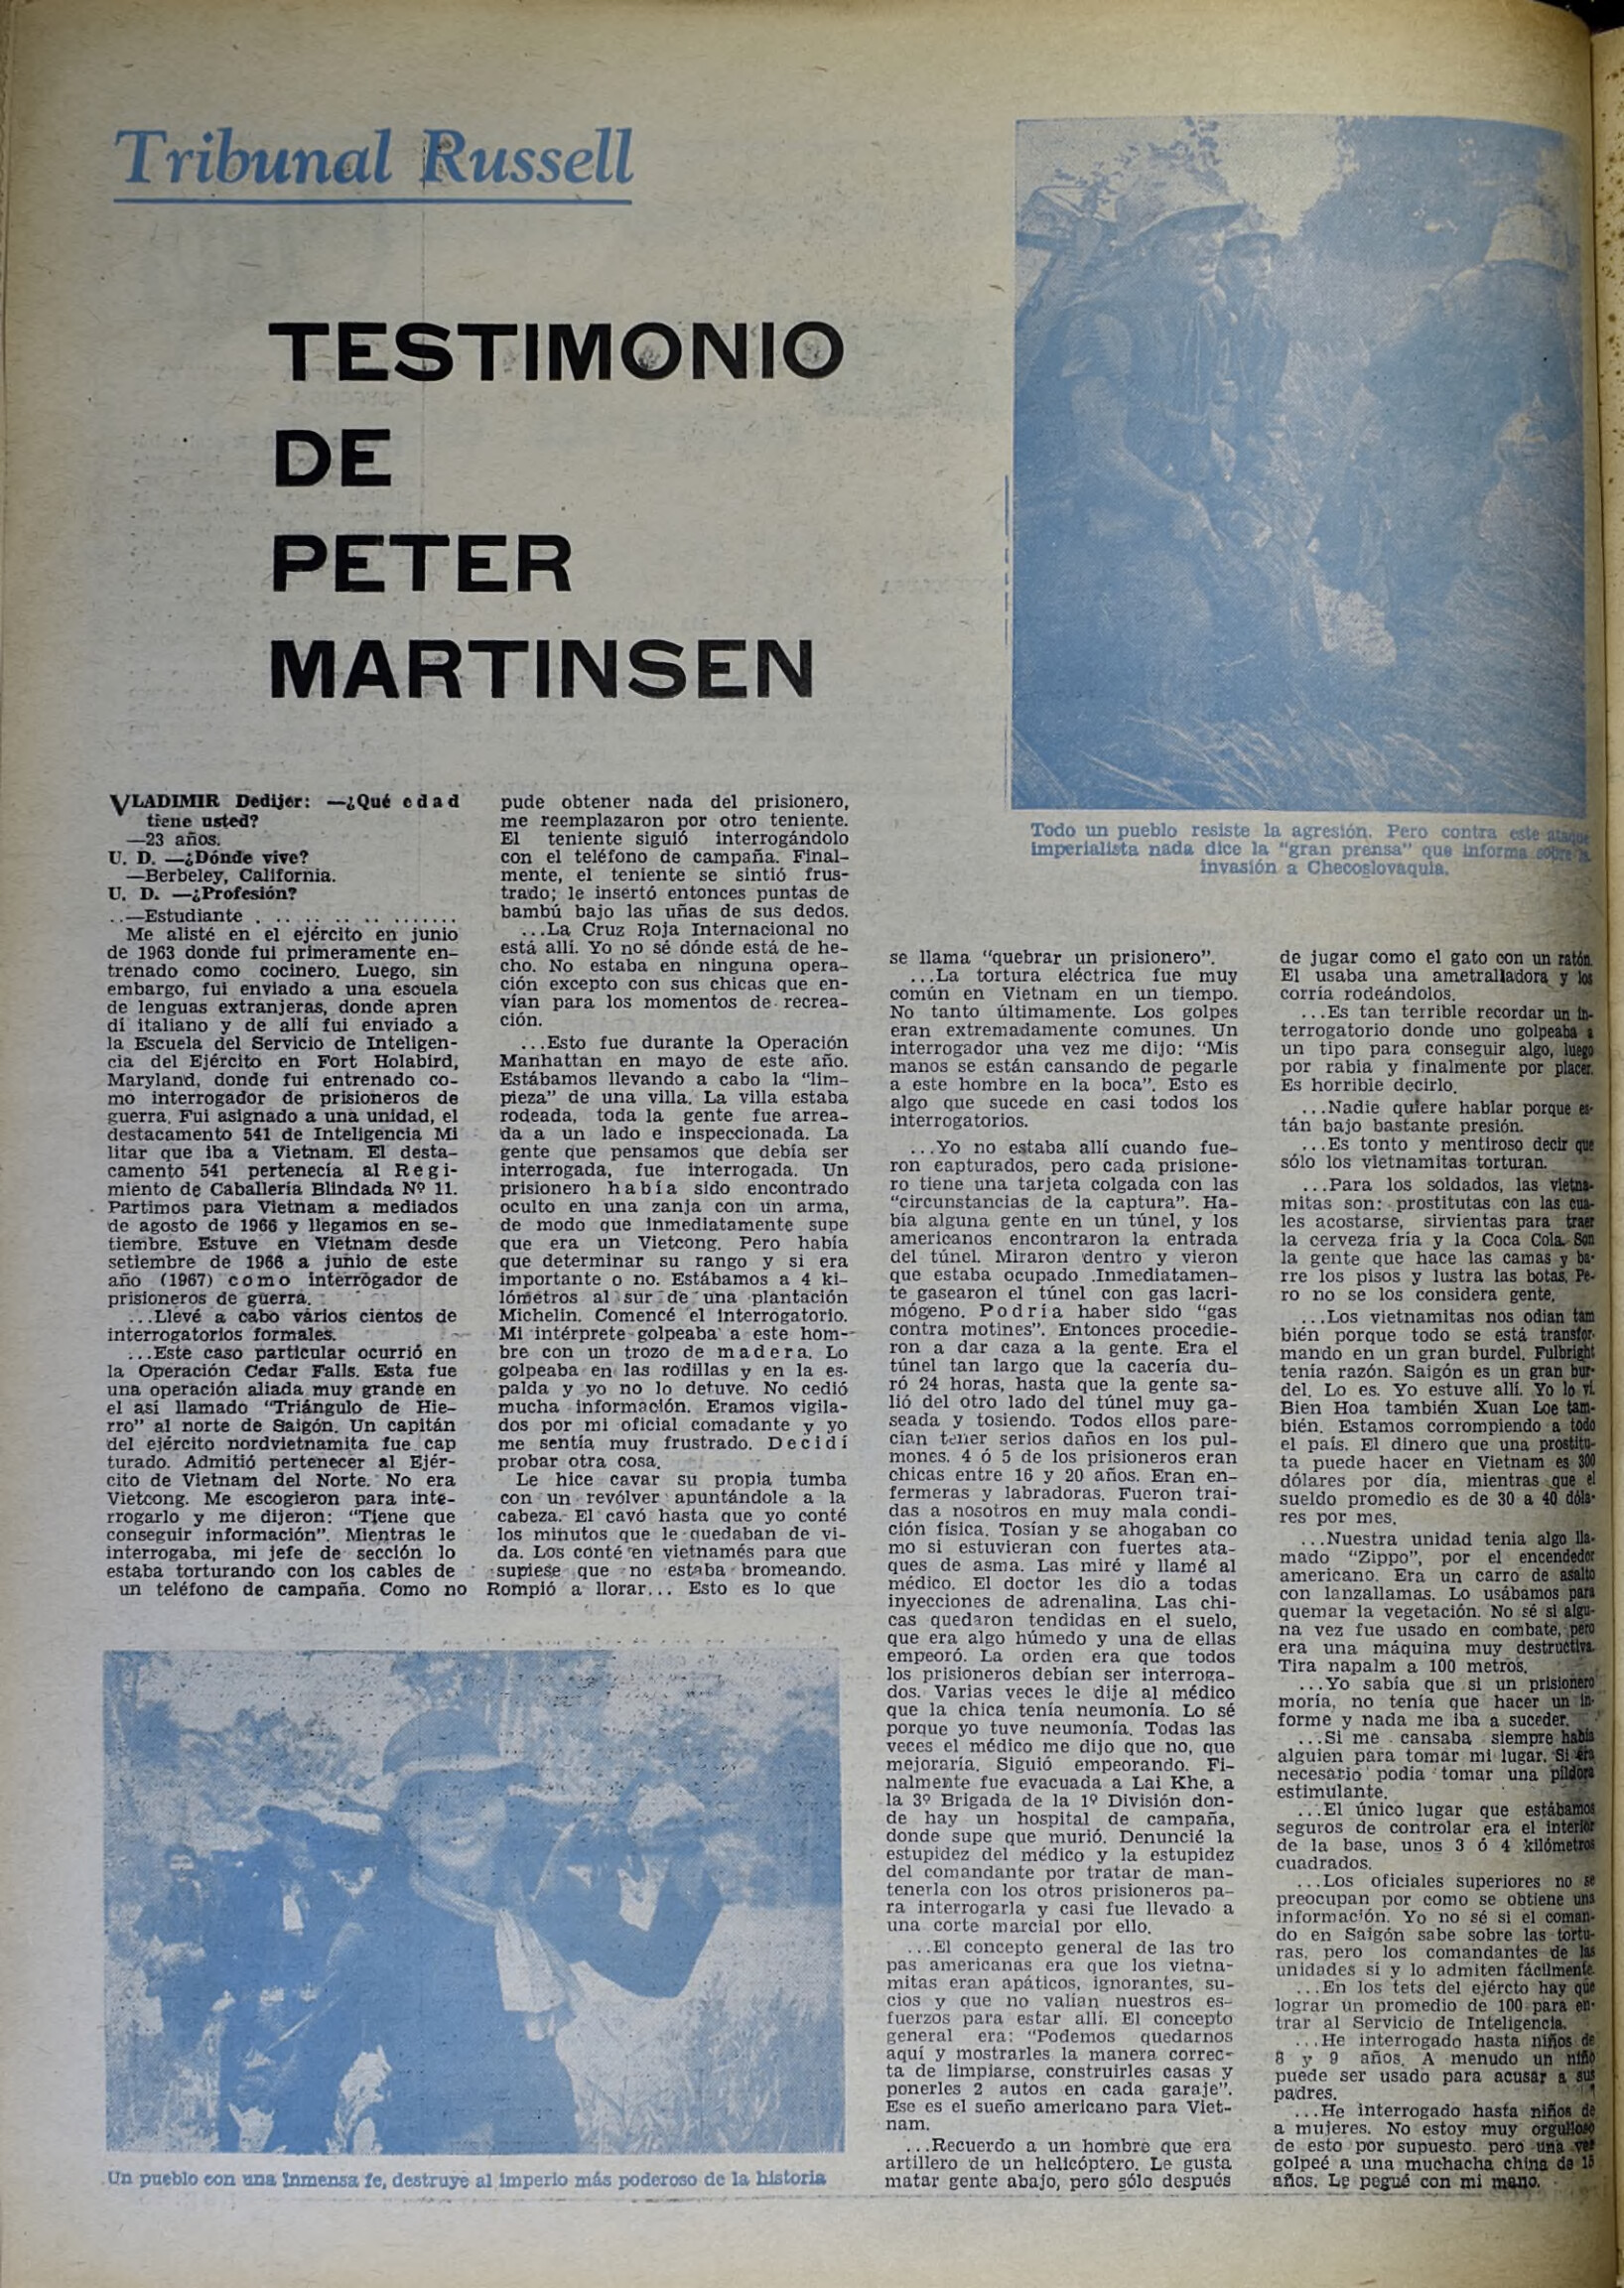 Tribunal Russell
TESTIMONIO
DE
PETER
MARTINSEN
VLADIMIR Dedijer: —¿Qué edad
tiene usted?
—23 años.
U. D. —¿Dónde vive?
—Berbeley, California.
U. D. —¿Profesión?
..—Estudiante . .. .. .. .. .......
Me alisté en el ejército en junio
de 1963 donde fui primeramente en-
trenado como cocinero. Luego, sin
embargo, fui enviado a una escuela
de lenguas extranjeras, donde apren
dí italiano y de allí fui enviado a
la Escuela del Servicio de Inteligen-
cia del Ejército en Fort Holabird,
Maryland, donde fui entrenado co-
mo interrogador de prisioneros de
guerra. Fui asignado a una unidad, el
destacamento 541 de Inteligencia Mi
litar que iba a Vietnam. El desta-
camento 541 pertenecía al Regi-
miento de Caballería Blindada Nº 11.
Partimos para Vietnam a mediados
de agosto de 1966 y llegamos en se-
tiembre. Estuve en Vietnam desde
setiembre de 1966 a junio de este
año (1967) como interrogador de
prisioneros de guerra.
...Llevé a cabo varios cientos de
interrogatorios formales.
...Este caso particular ocurrió en
la Operación Cedar Falls. Esta fue
una operación aliada muy grande en
el así llamado "Triángulo de Hie-
rro" al norte de Saigón. Un capitán
del ejército nordvietnamita fue cap
turado. Admitió pertenecer al Ejér-
cito de Vietnam del Norte. No era
Vietcong. Me escogieron para inte-
rrogarlo y me dijeron: "Tiene que
conseguir información". Mientras le
interrogaba, mi jefe de sección lo
estaba torturando con los cables de
un teléfono de campaña. Como no
pude obtener nada del prisionero,
me reemplazaron por otro teniente.
El teniente siguió interrogándolo
con el teléfono de campaña. Final-
mente, el teniente se sintió frus-
trado; le insertó entonces puntas de
bambú bajo las uñas de sus dedos.
...La Cruz Roja Internacional no
está allí. Yo no sé dónde está de he-
cho. No estaba en ninguna opera-
ción excepto con sus chicas que en-
vían para los momentos de recrea-
ción.
...Esto fue durante la Operación
Manhattan en mayo de este año.
Estábamos llevando a cabo la "lim-
pieza" de una villa. La villa estaba
rodeada, toda la gente fue arrea-
da a un lado e inspeccionada. La
gente que pensamos que debía ser
interrogada, fue interrogada. Un
prisionero había sido encontrado
oculto en una zanja con un arma,
de modo que inmediatamente supe
que era un Vietcong. Pero había
que determinar su rango y si era
importante o no. Estábamos a 4 ki-
lómetros al sur de una plantación
Michelin. Comencé el interrogatorio.
Mi intérprete golpeaba a este hom-
bre con un trozo de madera. Lo
golpeaba en las rodillas y en la es-
palda y yo no lo detuve. No cedió
mucha información. Eramos vigila-
dos por mi oficial comadante y yo
me sentía muy frustrado. Decidí
probar otra cosa.
Le hice cavar su propia tumba
con un revólver apuntándole a la
cabeza. El cavó hasta que yo conté
los minutos que le quedaban de vi-
da. Los conté en vietnamés para que
supiese que no estaba bromeando.
Rompió a llorar... Esto es lo que
Un pueblo con una inmensa fe, destruye al imperio más poderoso de la historia
Todo un pueblo resiste la agresión. Pero contra este ataque
imperialista nada dice la "gran prensa" que informa sobre la
invasión a Checoslovaquia.
se llama "quebrar un prisionero".
...La tortura eléctrica fue muy
común en Vietnam en un tiempo.
No tanto últimamente. Los golpes
eran extremadamente comunes. Un
interrogador una vez me dijo: "Mis
manos se están cansando de pegarle
a este hombre en la boca". Esto es
algo que sucede en casi todos los
interrogatorios.
...Yo no estaba allí cuando fue-
ron capturados, pero cada prisione-
ro tiene una tarjeta colgada con las
"circunstancias de la captura". Ha-
bía alguna gente en un túnel, y los
americanos encontraron la entrada
del túnel. Miraron dentro y vieron
que estaba ocupado .Inmediatamen-
te gasearon el túnel con gas lacri-
mógeno. Podría haber sido "gas
contra motines". Entonces procedie-
ron a dar caza a la gente. Era el
túnel tan largo que la cacería du-
ró 24 horas, hasta que la gente sa-
lió del otro lado del túnel muy ga-
seada y tosiendo. Todos ellos pare-
cían tener serios daños en los pul-
mones. 4 ó 5 de los prisioneros eran
chicas entre 16 y 20 años. Eran en-
fermeras y labradoras. Fueron traí-
das a nosotros en muy mala condi-
ción física. Tosían y se ahogaban co
mo si estuvieran con fuertes ata-
ques de asma. Las miré y llamé al
médico. El doctor les dio a todas
inyecciones de adrenalina. Las chi-
cas quedaron tendidas en el suelo,
que era algo húmedo y una de ellas
empeoró. La orden era que todos
los prisioneros debían ser interroga-
dos. Varias veces le dije al médico
que la chica tenía neumonía. Lo sé
porque yo tuve neumonía. Todas las
veces el médico me dijo que no, que
mejoraría. Siguió empeorando. Fi-
nalmente fue evacuada a Lai Khe, a
la 3º Brigada de la 1º División don-
de hay un hospital de campaña,
donde supe que murió. Denuncié la
estupidez del médico y la estupidez
del comandante por tratar de man-
tenerla con los otros prisioneros pa-
ra interrogarla y casi fue llevado a
una corte marcial por ello.
...El concepto general de las tro
pas americanas era que los vietna-
mitas eran apáticos, ignorantes, su-
cios y que no valían nuestros es-
fuerzos para estar allí. El concepto
general era: "Podemos quedarnos
aquí y mostrarles la manera correc-
ta de limpiarse, construirles casas y
ponerles 2 autos en cada garaje".
Ese es el sueño americano para Viet-
nam.
...Recuerdo a un hombre que era
artillero de un helicóptero. Le gusta
matar gente abajo, pero sólo después
de jugar como el gato con un ratón.
El usaba una ametralladora y los
corría rodeándolos.
...Es tan terrible recordar un in-
terrogatorio donde uno golpeaba a
un tipo para conseguir algo, luego
por rabia y finalmente por placer.
Es horrible decirlo.
...Nadie quiere hablar porque es-
tán bajo bastante presión.
...Es tonto y mentiroso decir que
sólo los vietnamitas torturan.
...Para los soldados, las vietna-
mitas son: prostitutas con las cua-
les acostarse, sirvientas para traer
la cerveza fría y la Coca Cola. Son
la gente que hace las camas y ba-
rre los pisos y lustra las botas. Pe-
ro no se los considera gente.
...Los vietnamitas nos odian tam
bién porque todo se está transfor-
mando en un gran burdel. Fulbright
tenía razón. Saigón es un gran bur-
del. Lo es. Yo estuve allí. Yo lo vi.
Bien Hoa también Xuan Loe tam-
bién. Estamos corrompiendo a todo
el país. El dinero que una prostitu-
ta puede hacer en Vietnam es 300
dólares por día, mientras que el
sueldo promedio es de 30 a 40 dóla-
res por mes.
...Nuestra unidad tenía algo lla-
mado "Zippo", por el encendedor
americano. Era un carro de asalto
con lanzallamas. Lo usábamos para
quemar la vegetación. No sé si algu-
na vez fue usado en combate, pero
era una máquina muy destructiva.
Tira napalm a 100 metros.
...Yo sabía que si un prisionero
moría, no tenía que hacer un in-
forme y nada me iba a suceder.
...Si me cansaba siempre había
alguien para tomar mi lugar. Si era
necesario podía tomar una píldora
estimulante.
...El único lugar que estábamos
seguros de controlar era el interior
de la base, unos 3 ó 4 kilómetros
cuadrados.
...Los oficiales superiores no se
preocupan por como se obtiene una
información. Yo no sé si el coman-
do en Saigón sabe sobre las tortu-
ras, pero los comandantes de las
unidades sí y lo admiten fácilmente.
...En los tets del ejército hay que
lograr un promedio de 100 para en-
trar al Servicio de Inteligencia.
...He interrogado hasta niños de
8 y 9 años. A menudo un niño
puede ser usado para acusar a sus
padres.
...He interrogado hasta niños de
a mujeres. No estoy muy orgulloso
de esto por supuesto. pero una vez
golpeé a una muchacha china de 15
años. Le pegué con mi mano.